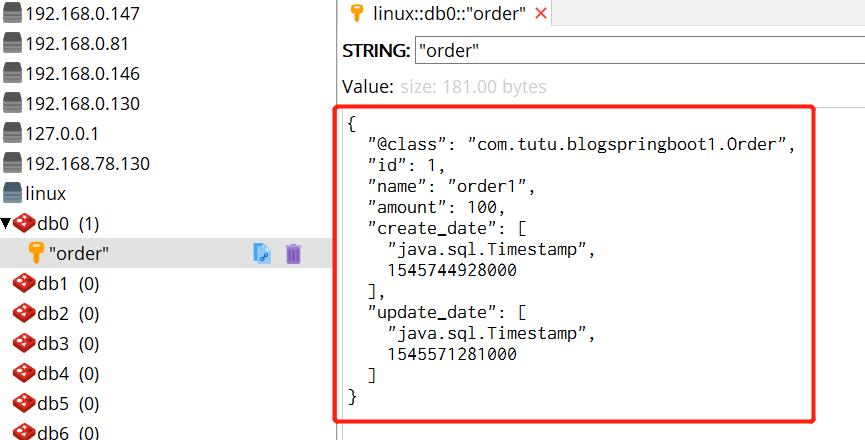 192.168.0.147
192.168.0.81
192.168.0.146
192.168.0.130
127.0.0.1
192.168.78.130
linux
db0 (1)
"order"
db1 (0)
db2 (0)
db3 (0)
db4 (0)
db5 (0)
db6 (0)
linux::db0::"order"
STRING: "order"
Value: size: 181.00 bytes
{
"@class": "com.tutu.blogspringboot1.Order",
"id": 1,
"name": "order1",
"amount": 100,
"create_date": [
"java.sql.Timestamp",
1545744928000
],
"update_date": [
"java.sql.Timestamp",
1545571281000
]
}